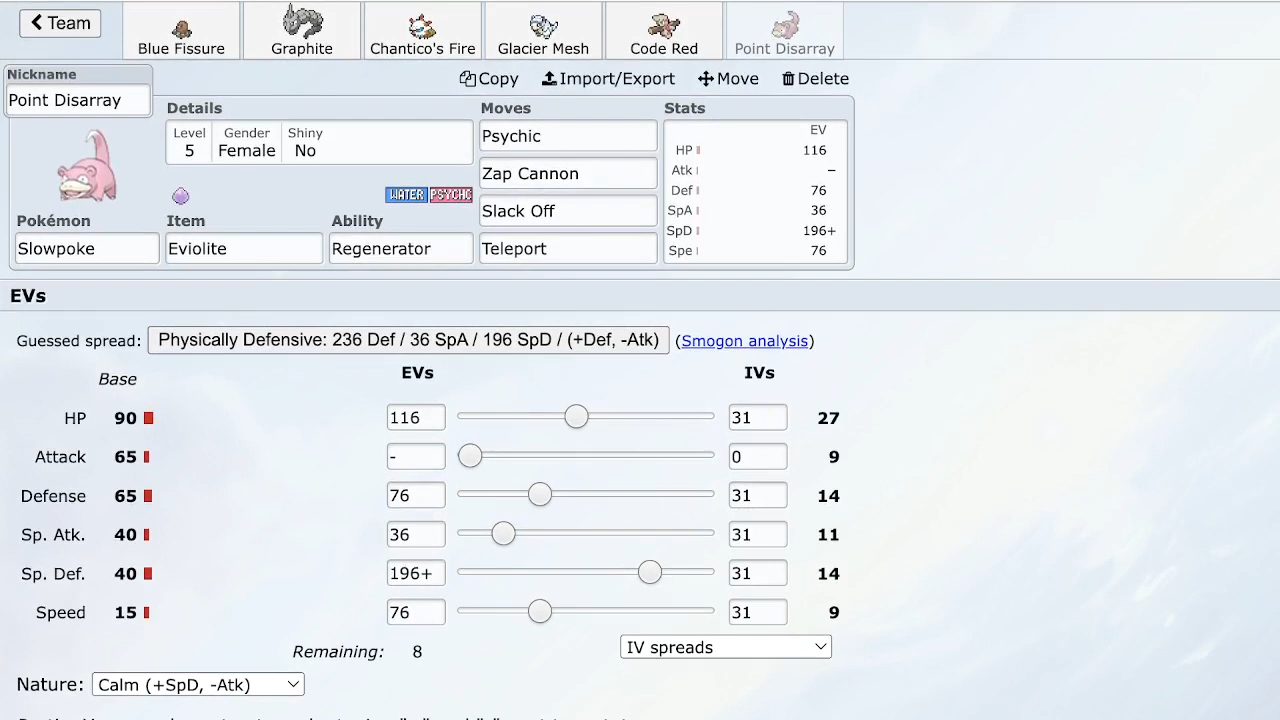 Team
Blue Fissure
Graphite
Chantico's Fire
Glacier Mesh
Code Red
Point Disarray
Nickname
Point Disarray
Copy
Import/Export
Move
Delete
Details
Level
5
Gender
Female
Shiny
No
WATER
PSYCHC
Pokémon
Slowpoke
Item
Eviolite
Ability
Regenerator
Moves
Psychic
Zap Cannon
Slack Off
Teleport
Stats
EV
HP 116
Atk –
Def 76
SpA 36
SpD 196+
Spe 76
EVs
Guessed spread: Physically Defensive: 236 Def / 36 SpA / 196 SpD / (+Def, -Atk) (Smogon analysis)
Base EVs IVs
HP 90 116 31 27
Attack 65 - 0 9
Defense 65 76 31 14
Sp. Atk. 40 36 31 11
Sp. Def. 40 196+ 31 14
Speed 15 76 31 9
Remaining: 8 IV spreads
Nature: Calm (+SpD, -Atk)